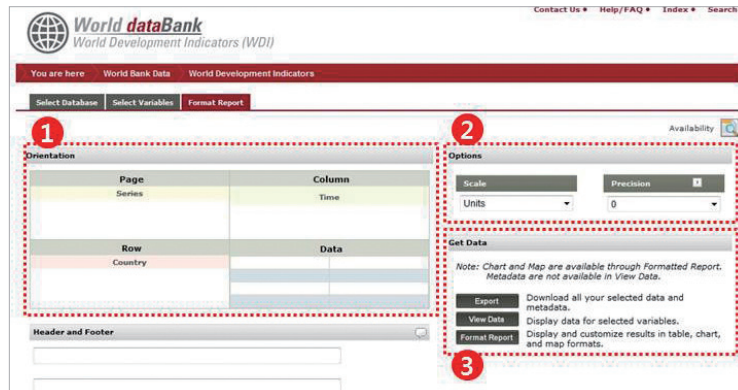 Contact Us • Help/FAQ • Index • Search
World dataBank
World Development Indicators (WDI)
You are here World Bank Data World Development Indicators
Select Database Select Variables Format Report
Availability
1
2
Orientation
Page Column
Series Time
Row Data
Country
Options
Scale Precision
Units 0
Get Data
Note: Chart and Map are available through Formatted Report.
Metadata are not available in View Data.
Export Download all your selected data and
metadata.
View Data Display data for selected variables.
Format Report Display and customize results in table, chart,
and map formats.
3
Header and Footer